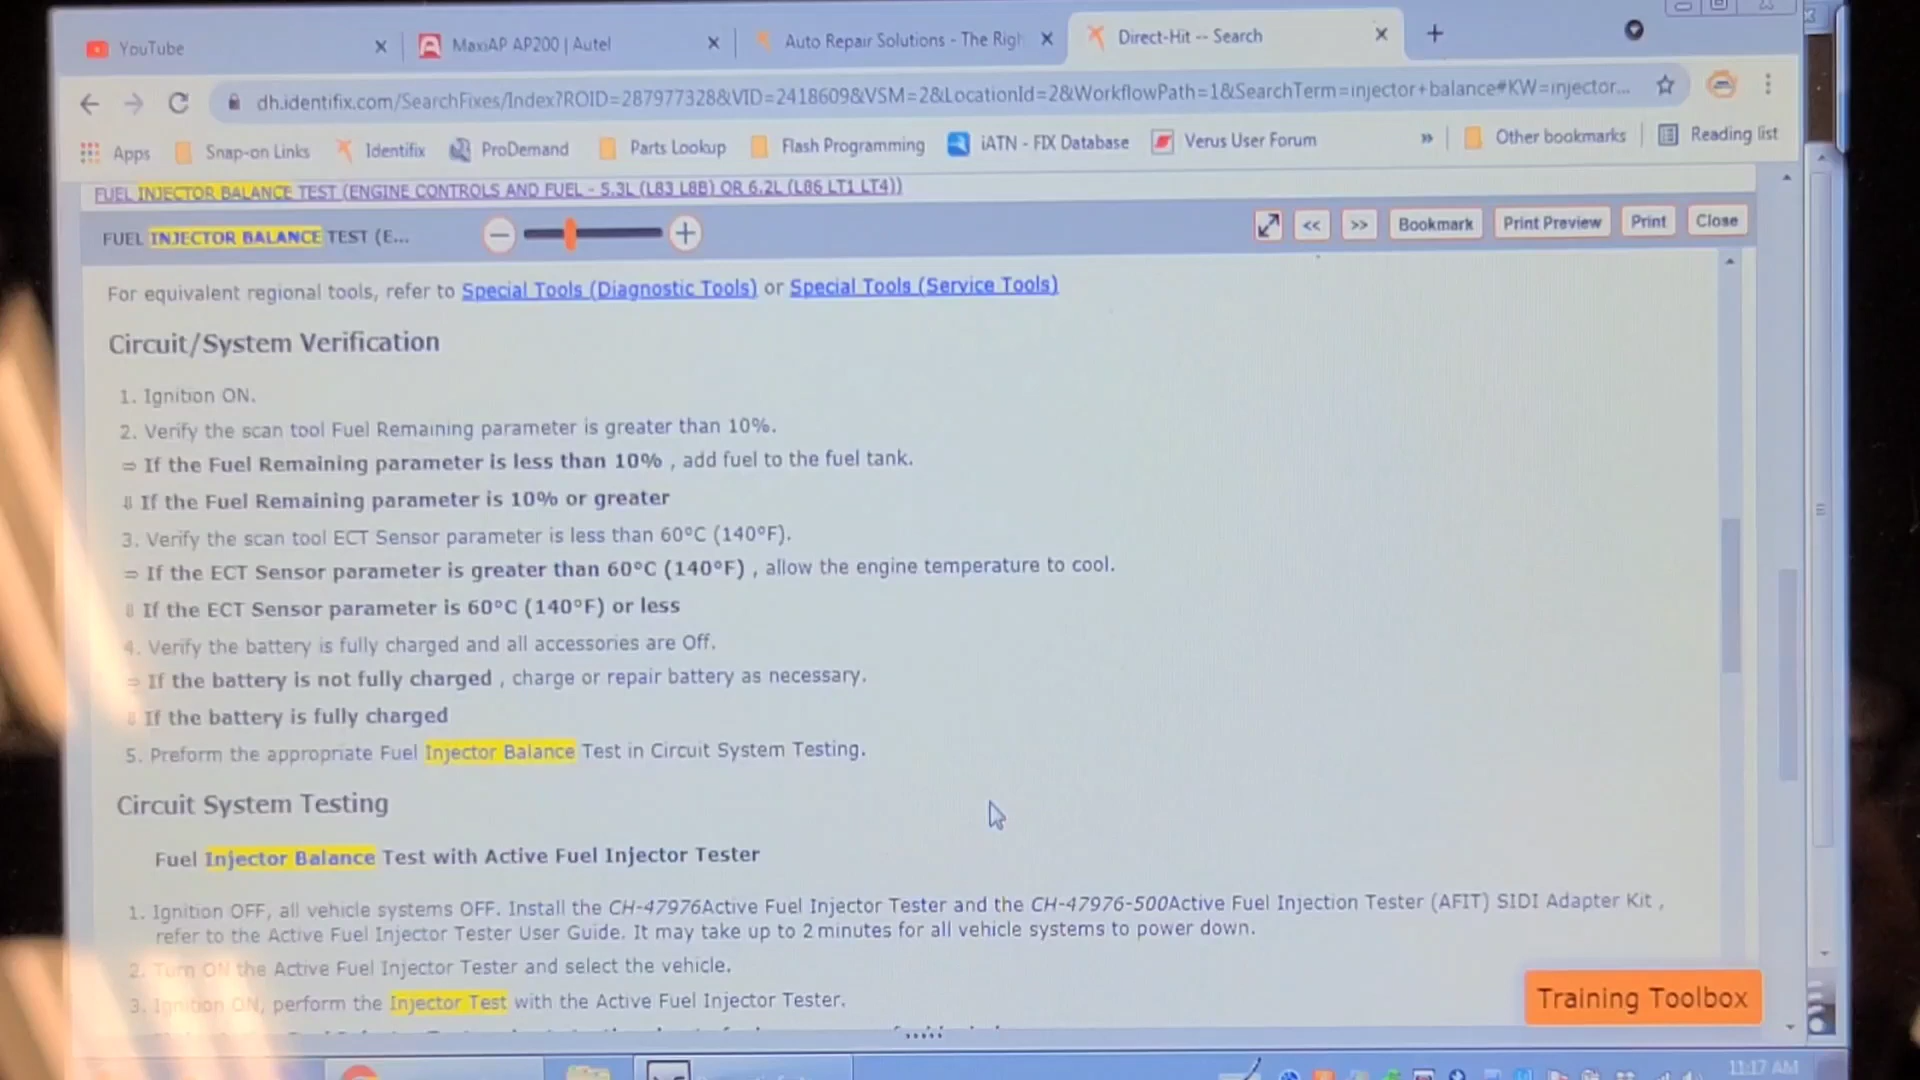 YouTube
MaxiAP AP200 | Autel
Auto Repair Solutions - The Righ
Direct-Hit -- Search
dh.identifix.com/SearchFixes/Index?ROID=287977328&VID=2418609&VSM=2&LocationId=2&WorkflowPath=1&SearchTerm=injector+balance#KW=injector...
Apps
Snap-on Links
Identifix
ProDemand
Parts Lookup
Flash Programming
iATN - FIX Database
Verus User Forum
»
Other bookmarks
Reading list
FUEL INJECTOR BALANCE TEST (ENGINE CONTROLS AND FUEL - 5.3L (L83 L8B) OR 6.2L (L86 LT1 LT4))
FUEL INJECTOR BALANCE TEST (E...
<<
>>
Bookmark
Print Preview
Print
Close
For equivalent regional tools, refer to Special Tools (Diagnostic Tools) or Special Tools (Service Tools)
Circuit/System Verification
1. Ignition ON.
2. Verify the scan tool Fuel Remaining parameter is greater than 10%.
⇒ If the Fuel Remaining parameter is less than 10% , add fuel to the fuel tank.
⇓ If the Fuel Remaining parameter is 10% or greater
3. Verify the scan tool ECT Sensor parameter is less than 60°C (140°F).
⇒ If the ECT Sensor parameter is greater than 60°C (140°F) , allow the engine temperature to cool.
⇓ If the ECT Sensor parameter is 60°C (140°F) or less
4. Verify the battery is fully charged and all accessories are Off.
⇒ If the battery is not fully charged , charge or repair battery as necessary.
⇓ If the battery is fully charged
5. Preform the appropriate Fuel Injector Balance Test in Circuit System Testing.
Circuit System Testing
Fuel Injector Balance Test with Active Fuel Injector Tester
1. Ignition OFF, all vehicle systems OFF. Install the CH-47976Active Fuel Injector Tester and the CH-47976-500Active Fuel Injection Tester (AFIT) SIDI Adapter Kit ,
refer to the Active Fuel Injector Tester User Guide. It may take up to 2 minutes for all vehicle systems to power down.
2. Turn ON the Active Fuel Injector Tester and select the vehicle.
3. Ignition ON, perform the Injector Test with the Active Fuel Injector Tester.
Training Toolbox
11:17 AM